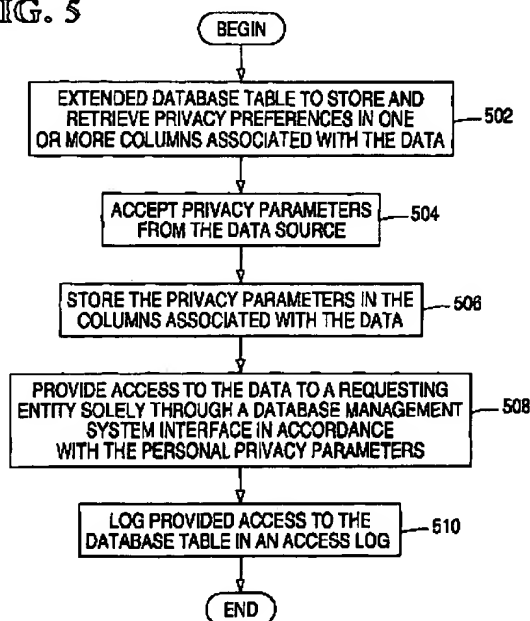 FIG. 5
BEGIN
EXTENDED DATABASE TABLE TO STORE AND
RETRIEVE PRIVACY PREFERENCES IN ONE
OR MORE COLUMNS ASSOCIATED WITH THE DATA
502
ACCEPT PRIVACY PARAMETERS
FROM THE DATA SOURCE
504
STORE THE PRIVACY PARAMETERS IN THE
COLUMNS ASSOCIATED WITH THE DATA
506
PROVIDE ACCESS TO THE DATA TO A REQUESTING
ENTITY SOLELY THROUGH A DATABASE MANAGEMENT
SYSTEM INTERFACE IN ACCORDANCE
WITH THE PERSONAL PRIVACY PARAMETERS
508
LOG PROVIDED ACCESS TO THE
DATABASE TABLE IN AN ACCESS LOG
510
END